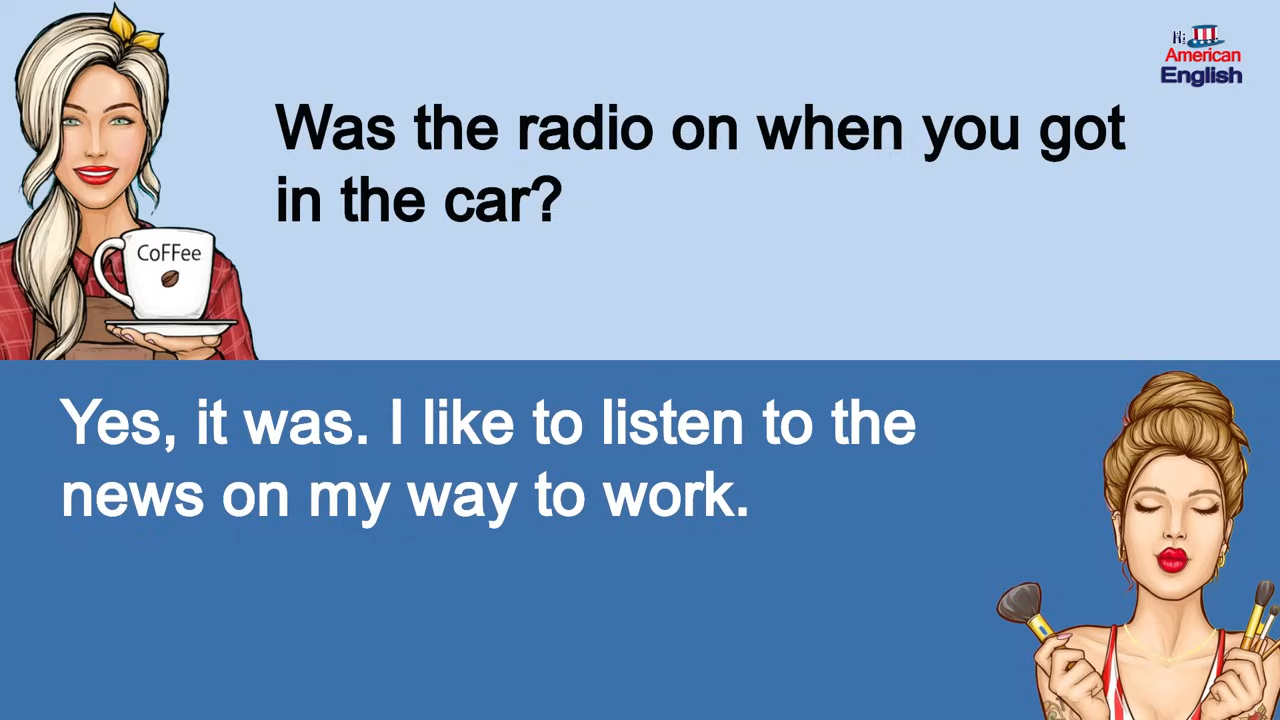 Hi
American
English
Was the radio on when you got
in the car?
CoFFee
Yes, it was. I like to listen to the
news on my way to work.